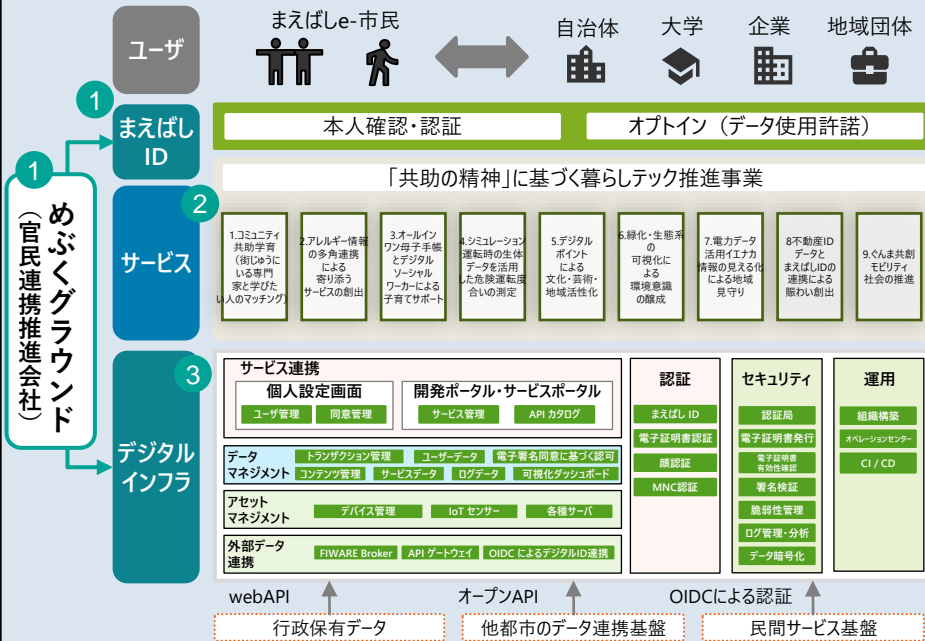 ユーザ
まえばしe-市民
自治体
大学
企業
地域団体
1
まえばし
ID
本人確認・認証
オプトイン（データ使用許諾）
1
めぶくグラウンド
（官民連携推進会社）
「共助の精神」に基づく暮らしテック推進事業
2
サービス
1.コミュニティ
共助学育
（街じゅうに
いる専門
家と学びた
い人のマッチング）
2.アレルギー情報
の多角連携
による
寄り添う
サービスの創出
3.オールイン
ワン母子手帳
とデジタル
ソーシャル
ワーカーによる
子育てサポート
4.シミュレーション
運転時の生体
データを活用
した危険運転度
合いの測定
5.デジタル
ポイント
による
文化・芸術・
地域活性化
6.緑化・生態系
の
可視化に
よる
環境意識
の醸成
7.電力データ
活用イエナカ
情報の見える化
による地域
見守り
8不動産ID
データと
まえばしIDの
連携による
賑わい創出
9.ぐんま共創
モビリティ
社会の推進
3
デジタル
インフラ
サービス連携
個人設定画面
ユーザ管理
同意管理
開発ポータル・サービスポータル
サービス管理
API カタログ
データ
マネジメント
トランザクション管理
ユーザーデータ
電子署名同意に基づく認可
コンテンツ管理
サービスデータ
ログデータ
可視化ダッシュボード
アセット
マネジメント
デバイス管理
IoT センサー
各種サーバ
外部データ
連携
FIWARE Broker
API ゲートウェイ
OIDC によるデジタルID連携
認証
まえばし ID
電子証明書認証
顔認証
MNC認証
セキュリティ
認証局
電子証明書発行
電子証明書
有効性確認
署名検証
脆弱性管理
ログ管理・分析
データ暗号化
運用
組織構築
オペレーションセンター
CI / CD
webAPI
オープンAPI
OIDCによる認証
行政保有データ
他都市のデータ連携基盤
民間サービス基盤